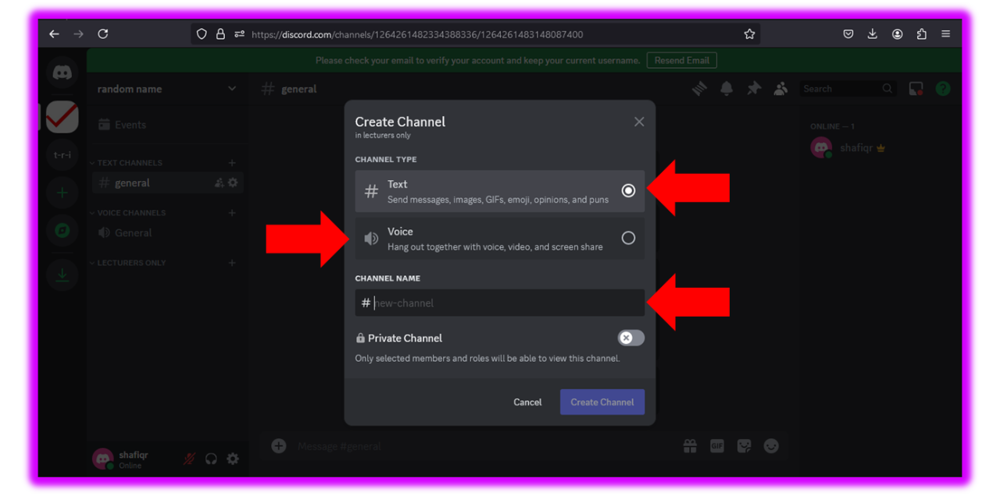 https://discord.com/channels/1264261482334388336/1264261483148087400
Please check your email to verify your account and keep your current username.
Resend Email
random name
# general
Search
Events
t-r-i
TEXT CHANNELS
# general
VOICE CHANNELS
General
LECTURERS ONLY
Create Channel
in lecturers only
CHANNEL TYPE
Text
Send messages, images, GIFs, emoji, opinions, and puns
Voice
Hang out together with voice, video, and screen share
CHANNEL NAME
# new-channel
Private Channel
Only selected members and roles will be able to view this channel.
Cancel
Create Channel
ONLINE — 1
shafiqr
shafiqr
Online
Message #general
GIF